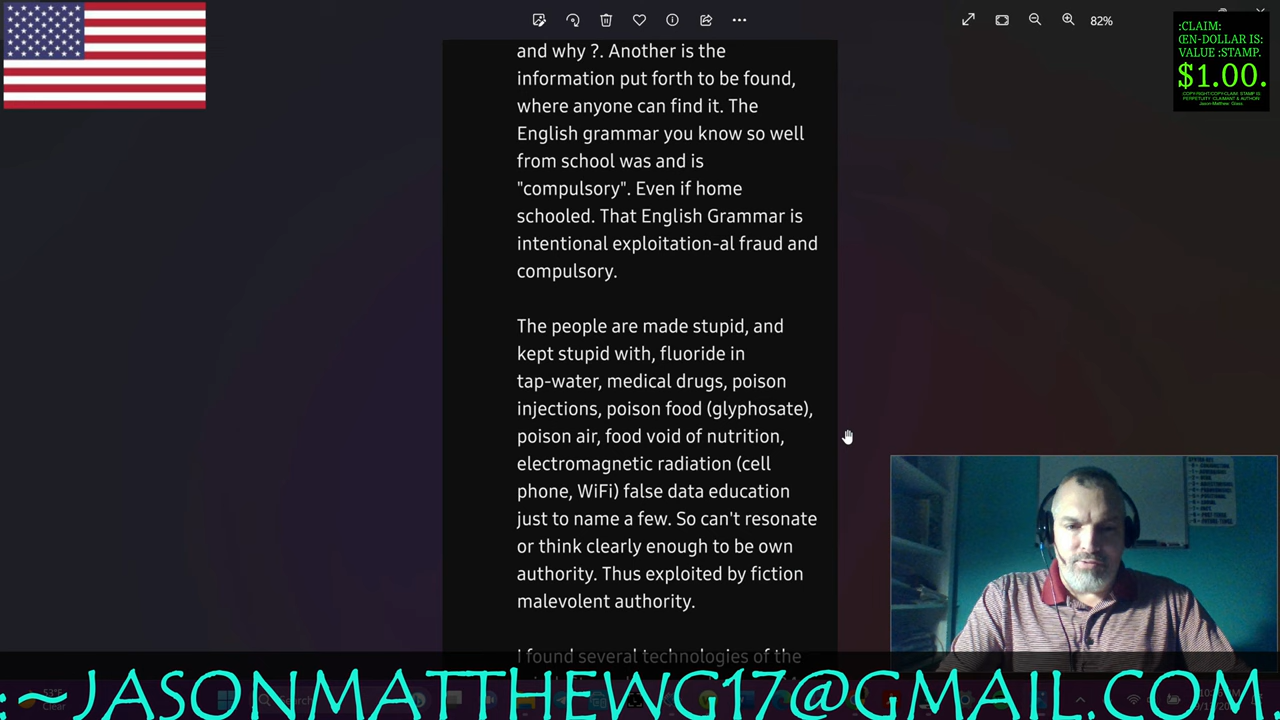 82%
:CLAIM:
ŒN-DOLLAR IS:
VALUE :STAMP.
$1.00.
and why ?. Another is the
information put forth to be found,
where anyone can find it. The
English grammar you know so well
from school was and is
"compulsory". Even if home
schooled. That English Grammar is
intentional exploitation-al fraud and
compulsory.
The people are made stupid, and
kept stupid with, fluoride in
tap-water, medical drugs, poison
injections, poison food (glyphosate),
poison air, food void of nutrition,
electromagnetic radiation (cell
phone, WiFi) false data education
just to name a few. So can't resonate
or think clearly enough to be own
authority. Thus exploited by fiction
malevolent authority.
I found several technologies of the
53°F
Clear
Search
:~JASONMATTHEWG17@GMAIL.COM.